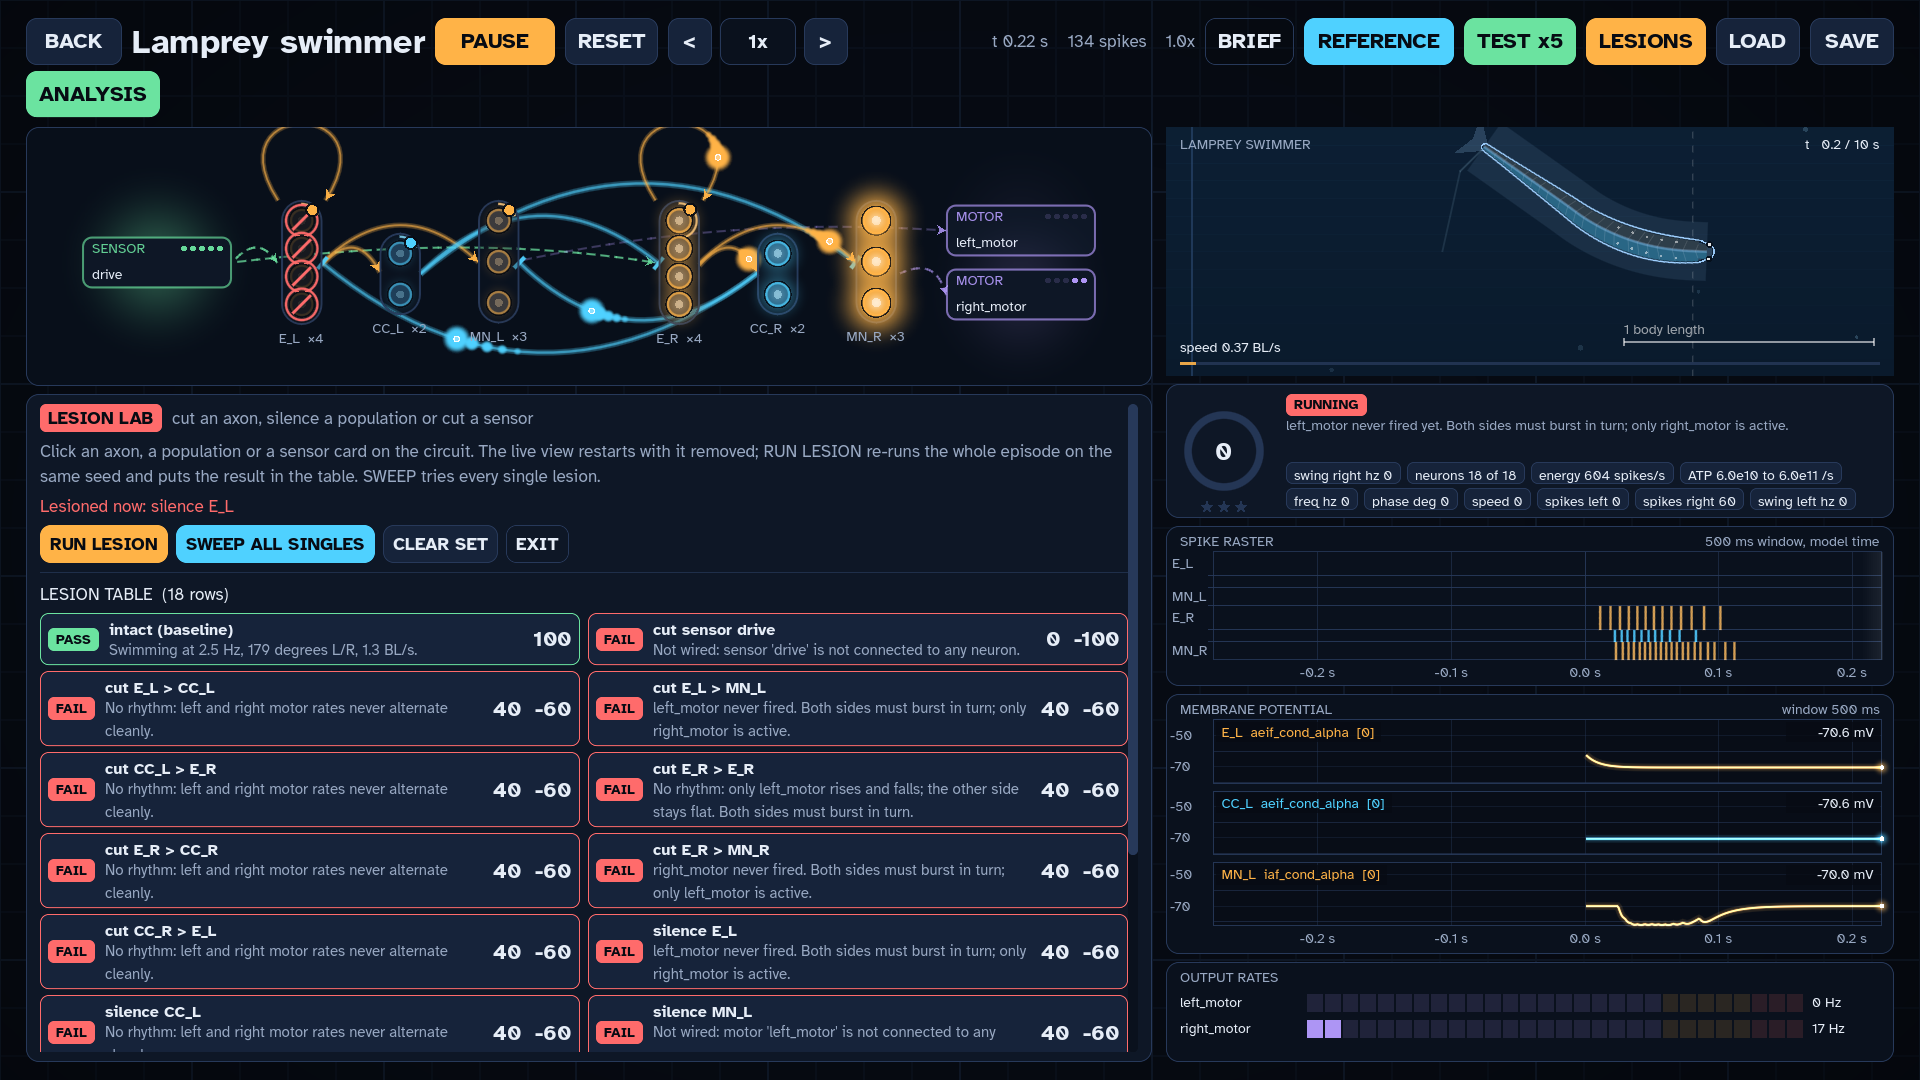 BACK
Lamprey swimmer
PAUSE
RESET
<
1x
>
t 0.22 s
134 spikes
1.0x
BRIEF
REFERENCE
TEST x5
LESIONS
LOAD
SAVE
ANALYSIS
SENSOR
drive
E_L ×4
CC_L ×2
MN_L ×3
E_R ×4
CC_R ×2
MN_R ×3
MOTOR
left_motor
MOTOR
right_motor
LAMPREY SWIMMER
t 0.2 / 10 s
1 body length
speed 0.37 BL/s
LESION LAB
cut an axon, silence a population or cut a sensor
Click an axon, a population or a sensor card on the circuit. The live view restarts with it removed; RUN LESION re-runs the whole episode on the
same seed and puts the result in the table. SWEEP tries every single lesion.
Lesioned now: silence E_L
RUN LESION
SWEEP ALL SINGLES
CLEAR SET
EXIT
LESION TABLE (18 rows)
PASS
intact (baseline)
Swimming at 2.5 Hz, 179 degrees L/R, 1.3 BL/s.
100
FAIL
cut sensor drive
Not wired: sensor 'drive' is not connected to any neuron.
0 -100
FAIL
cut E_L > CC_L
No rhythm: left and right motor rates never alternate
cleanly.
40 -60
FAIL
cut E_L > MN_L
left_motor never fired. Both sides must burst in turn; only
right_motor is active.
40 -60
FAIL
cut CC_L > E_R
No rhythm: left and right motor rates never alternate
cleanly.
40 -60
FAIL
cut E_R > E_R
No rhythm: only left_motor rises and falls; the other side
stays flat. Both sides must burst in turn.
40 -60
FAIL
cut E_R > CC_R
No rhythm: left and right motor rates never alternate
cleanly.
40 -60
FAIL
cut E_R > MN_R
right_motor never fired. Both sides must burst in turn;
only left_motor is active.
40 -60
FAIL
cut CC_R > E_L
No rhythm: left and right motor rates never alternate
cleanly.
40 -60
FAIL
silence E_L
left_motor never fired. Both sides must burst in turn; only
right_motor is active.
40 -60
FAIL
silence CC_L
No rhythm: left and right motor rates never alternate
40 -60
FAIL
silence MN_L
Not wired: motor 'left_motor' is not connected to any
40 -60
0
RUNNING
left_motor never fired yet. Both sides must burst in turn; only right_motor is active.
swing right hz 0
neurons 18 of 18
energy 604 spikes/s
ATP 6.0e10 to 6.0e11 /s
freq hz 0
phase deg 0
speed 0
spikes left 0
spikes right 60
swing left hz 0
SPIKE RASTER
500 ms window, model time
E_L
MN_L
E_R
MN_R
-0.2 s
-0.1 s
0.0 s
0.1 s
0.2 s
MEMBRANE POTENTIAL
window 500 ms
-50
-70
E_L aeif_cond_alpha [0]
-70.6 mV
-50
-70
CC_L aeif_cond_alpha [0]
-70.6 mV
-50
-70
MN_L iaf_cond_alpha [0]
-70.0 mV
-0.2 s
-0.1 s
0.0 s
0.1 s
0.2 s
OUTPUT RATES
left_motor
0 Hz
right_motor
17 Hz